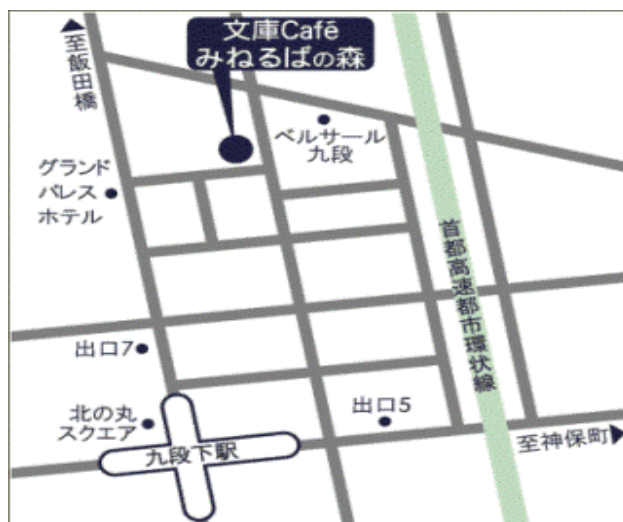 文庫Café
みねるばの森
▲至飯田橋
ベルサール
九段
グランド
パレス
ホテル
首都高速都市環状線
出口7
北の丸
スクエア
出口5
九段下駅
至神保町▶